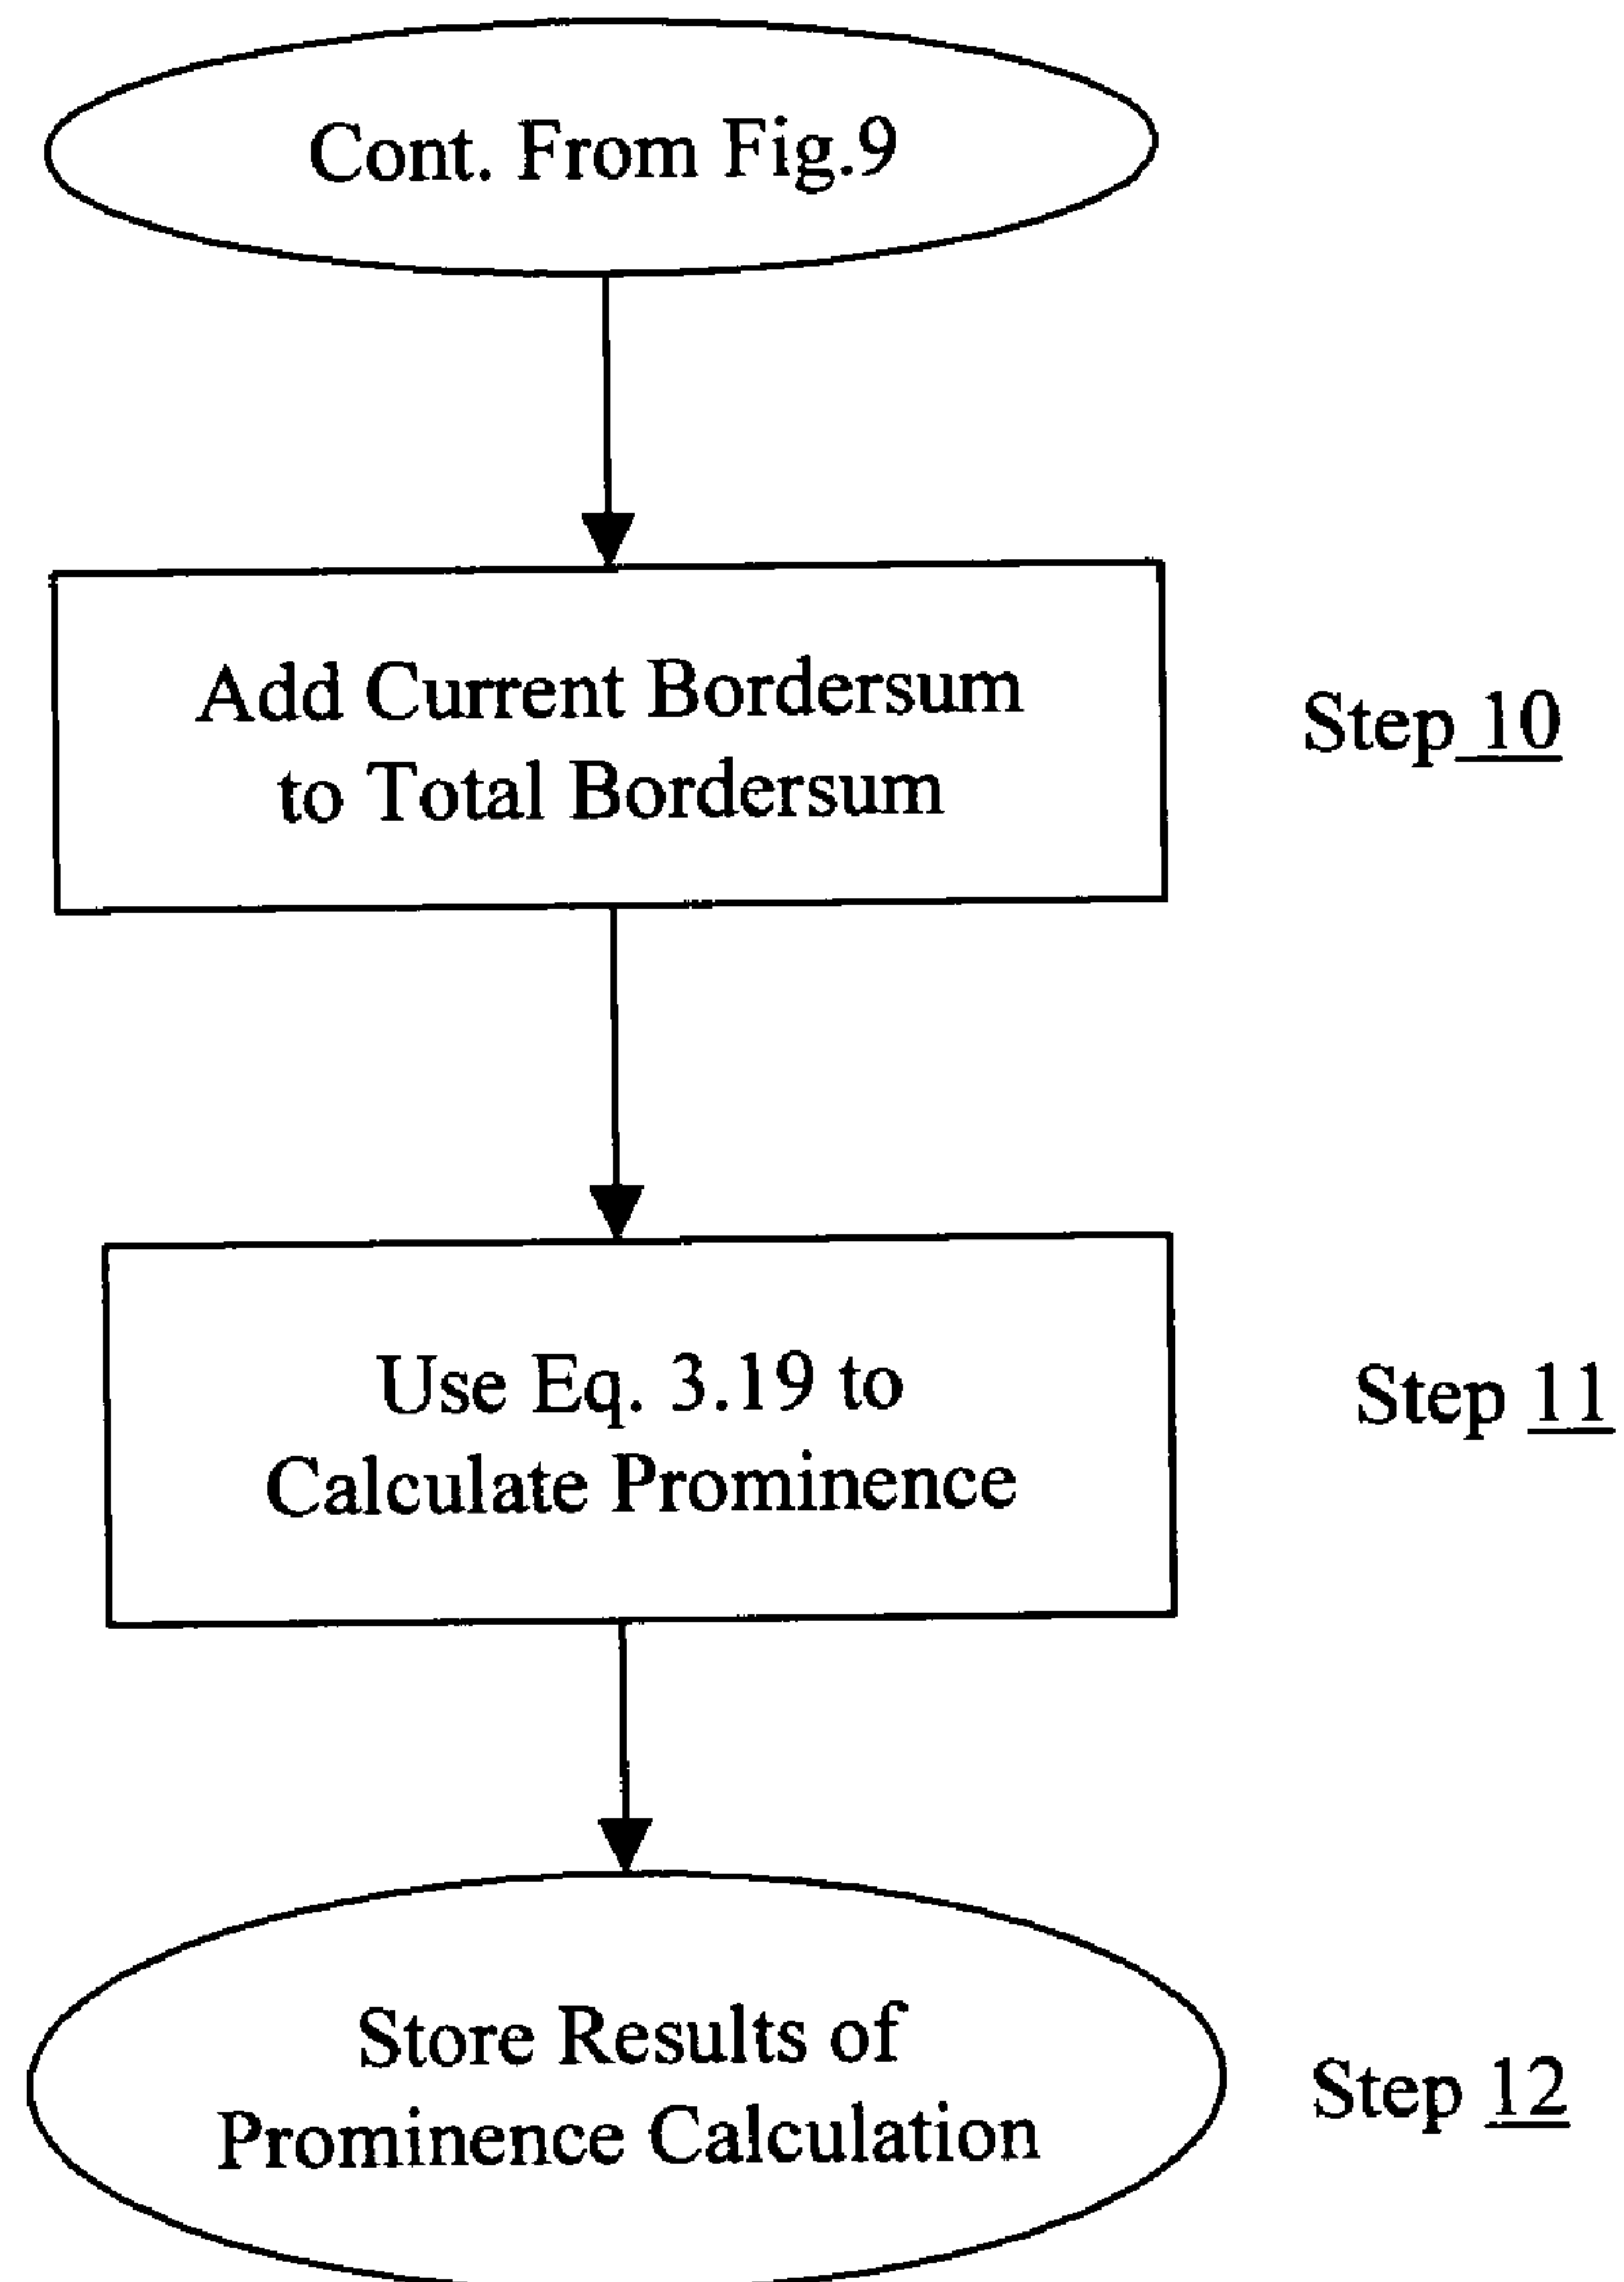 Cont. From Fig.9
Add Current Bordersum
to Total Bordersum
Step 10
Use Eq. 3.19 to
Calculate Prominence
Step 11
Store Results of
Prominence Calculation
Step 12